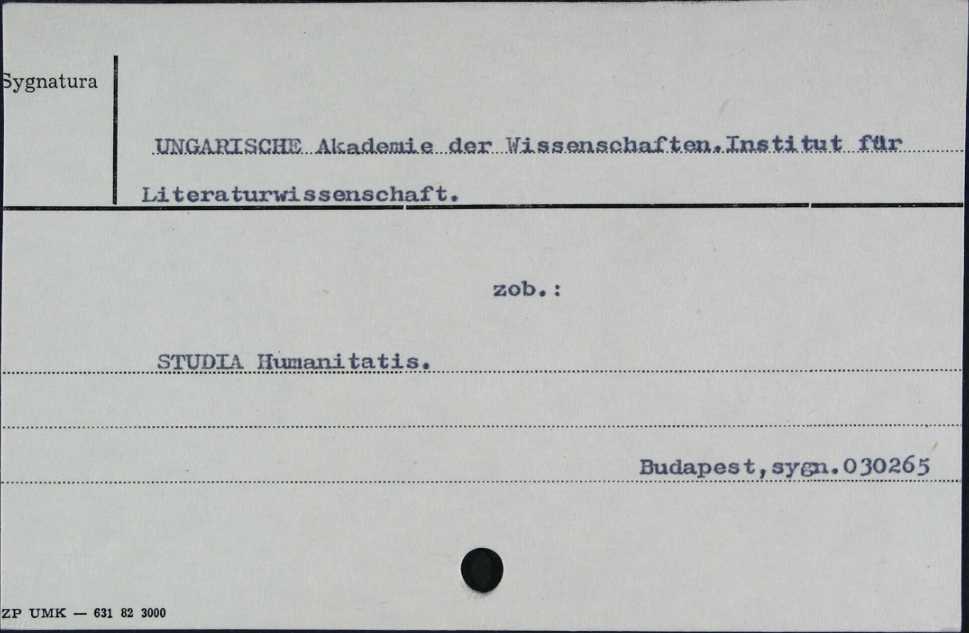 Sygnatura
UNGARISCHE Akademie der Wissenschaften.Institut für
Literaturwissenschaft.
zob.:
STUDIA Humanitatis.
Budapest,sygn.030265
ZP UMK — 631 82 3000